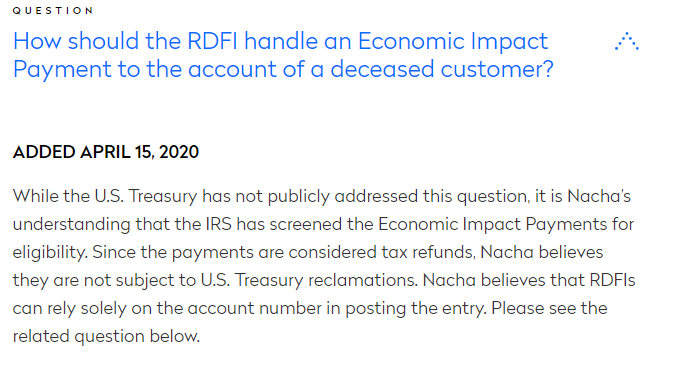 QUESTION
How should the RDFI handle an Economic Impact
Payment to the account of a deceased customer?
ADDED APRIL 15, 2020
While the U.S. Treasury has not publicly addressed this question, it is Nacha's
understanding that the IRS has screened the Economic Impact Payments for
eligibility. Since the payments are considered tax refunds, Nacha believes
they are not subject to U.S. Treasury reclamations. Nacha believes that RDFIs
can rely solely on the account number in posting the entry. Please see the
related question below.